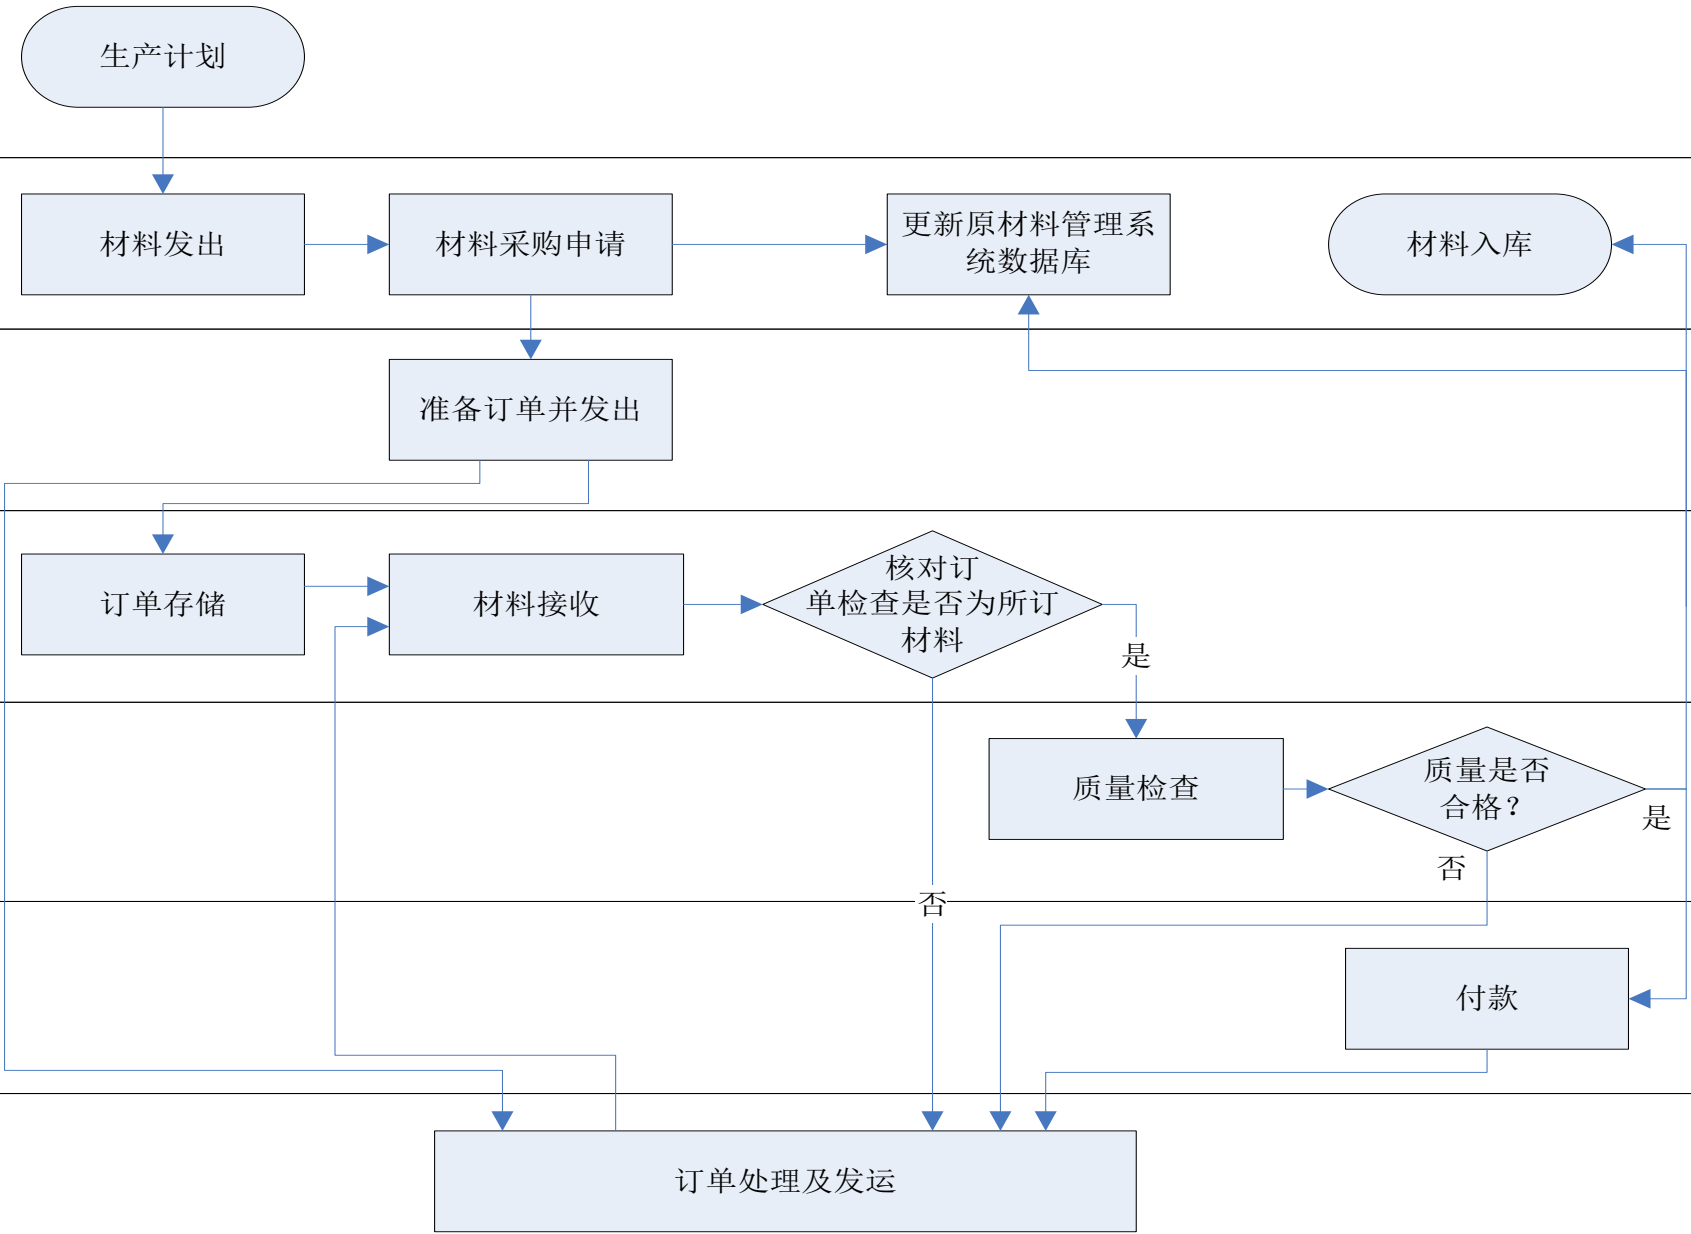 生产计划
材料发出
材料采购申请
更新原材料管理系
统数据库
材料入库
准备订单并发出
订单存储
材料接收
核对订
单检查是否为所订
材料
是
质量检查
质量是否
合格？
是
否
否
付款
订单处理及发运